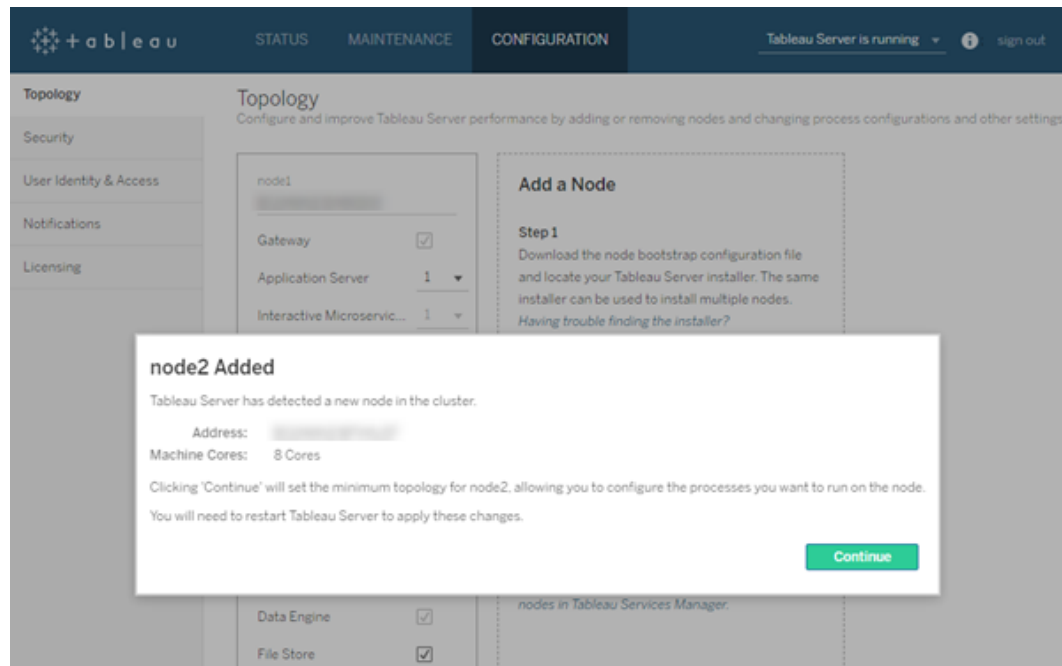 +ableau
STATUS
MAINTENANCE
CONFIGURATION
Tableau Server is running
sign out
Topology
Security
User Identity & Access
Notifications
Licensing
Topology
Configure and improve Tableau Server performance by adding or removing nodes and changing process configurations and other settings
node1
Gateway
Application Server 1
Interactive Microservic... 1
Add a Node
Step 1
Download the node bootstrap configuration file
and locate your Tableau Server installer. The same
installer can be used to install multiple nodes.
Having trouble finding the installer?
node2 Added
Tableau Server has detected a new node in the cluster.
Address:
Machine Cores: 8 Cores
Clicking 'Continue' will set the minimum topology for node2, allowing you to configure the processes you want to run on the node.
You will need to restart Tableau Server to apply these changes.
Continue
nodes in Tableau Services Manager.
Data Engine
File Store